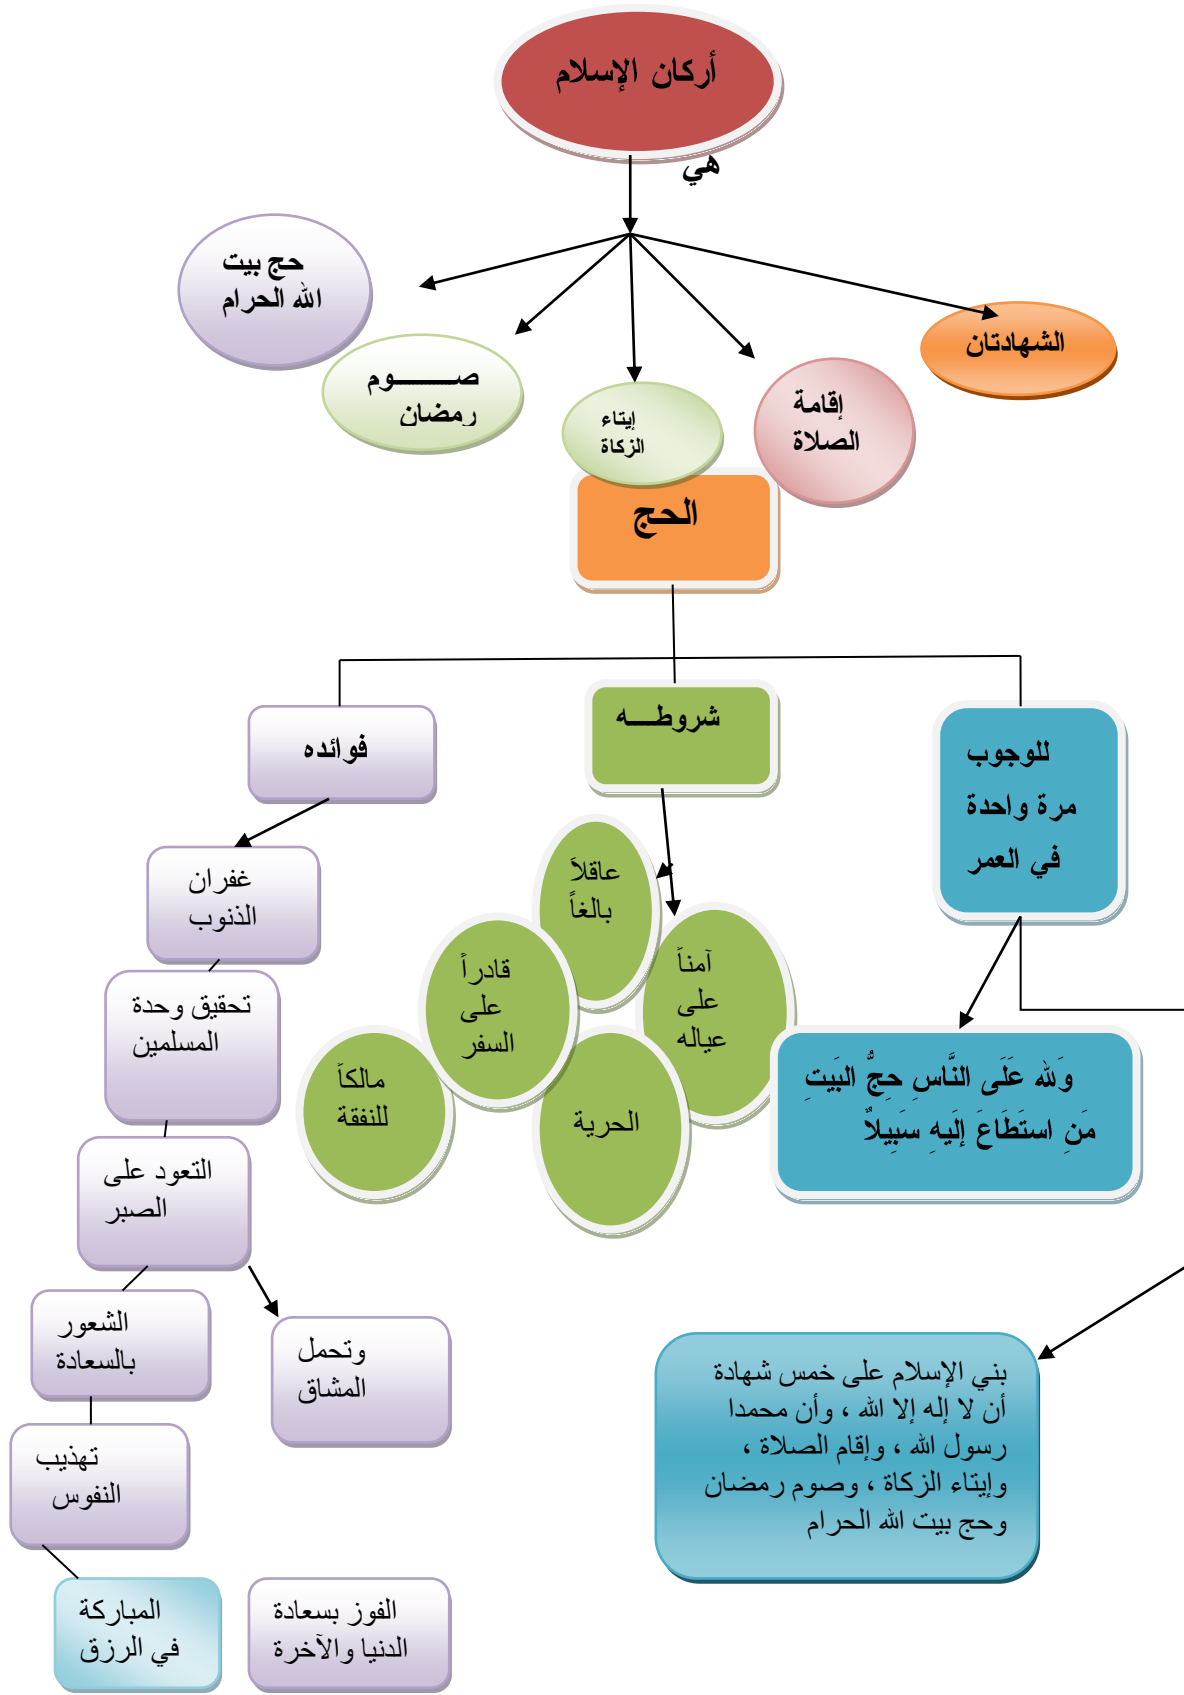 أركان الإسلام
هي
الشهادتان
إقامة
الصلاة
إيتاء
الزكاة
صـــــــوم
رمضان
حج بيت
الله الحرام
الحج
للوجوب
مرة واحدة
في العمر
وَلله عَلَى النَّاسِ حِجُّ البَيتِ
مَنِ استَطَاعَ إلَيهِ سَبِيلاً
بني الإسلام على خمس شهادة
أن لا إله إلا الله ، وأن محمدا
رسول الله ، وإقام الصلاة ،
وإيتاء الزكاة ، وصوم رمضان
وحج بيت الله الحرام
شروطــــه
عاقلاً
بالغاً
آمناً
على
عياله
قادراً
على
السفر
الحرية
مالكاً
للنفقة
فوائده
غفران
الذنوب
تحقيق وحدة
المسلمين
التعود على
الصبر
وتحمل
المشاق
الشعور
بالسعادة
تهذيب
النفوس
المباركة
في الرزق
الفوز بسعادة
الدنيا والآخرة